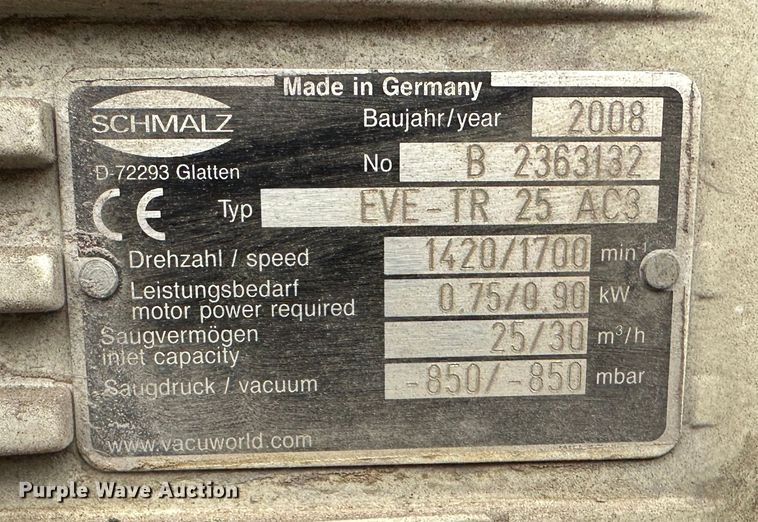 Made in Germany
SCHMALZ
Baujahr/year 2008
D-72293 Glatten
No B 2363132
CE
Typ EVE-TR 25 AC3
Drehzahl / speed 1420/1700 min-1
Leistungsbedarf
motor power required 0.75/0.90 kW
Saugvermögen
inlet capacity 25/30 m³/h
Saugdruck / vacuum -850/-850 mbar
www.vacuworld.com
Purple Wave Auction